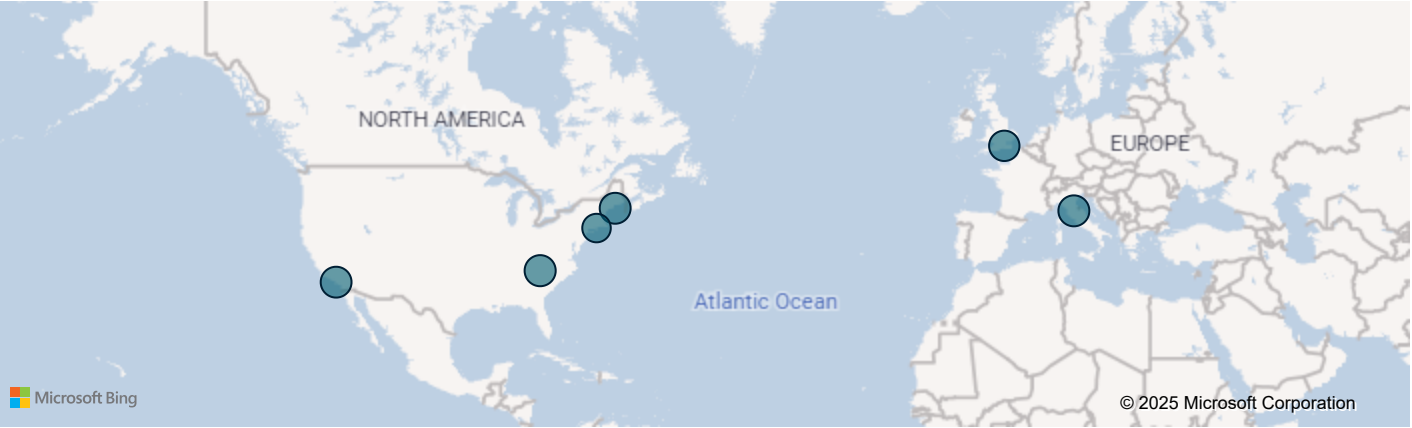 NORTH AMERICA
EUROPE
Atlantic Ocean
Microsoft Bing
© 2025 Microsoft Corporation